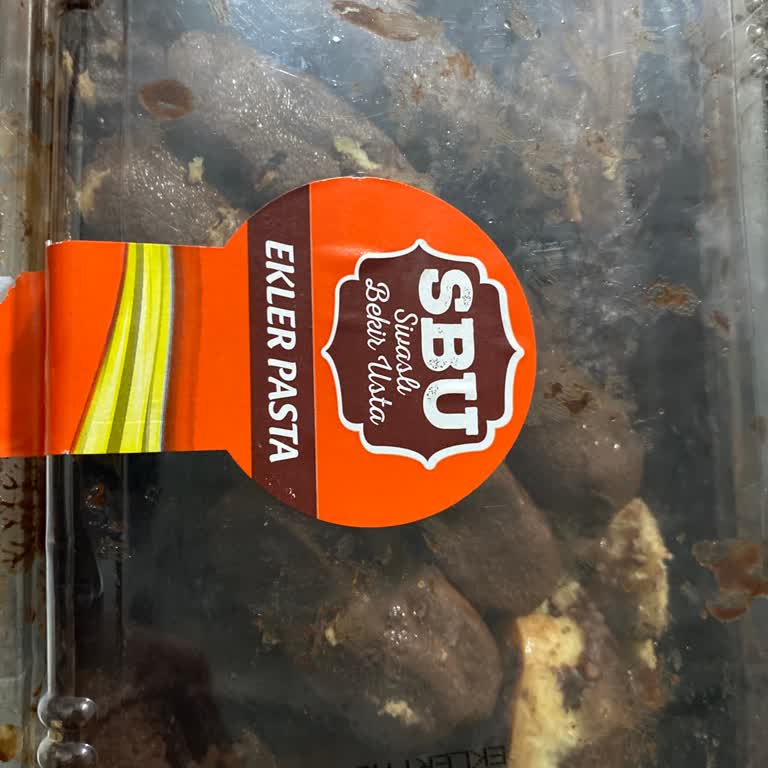 SBU
Sivaslı
Bekir Usta
EKLER PASTA